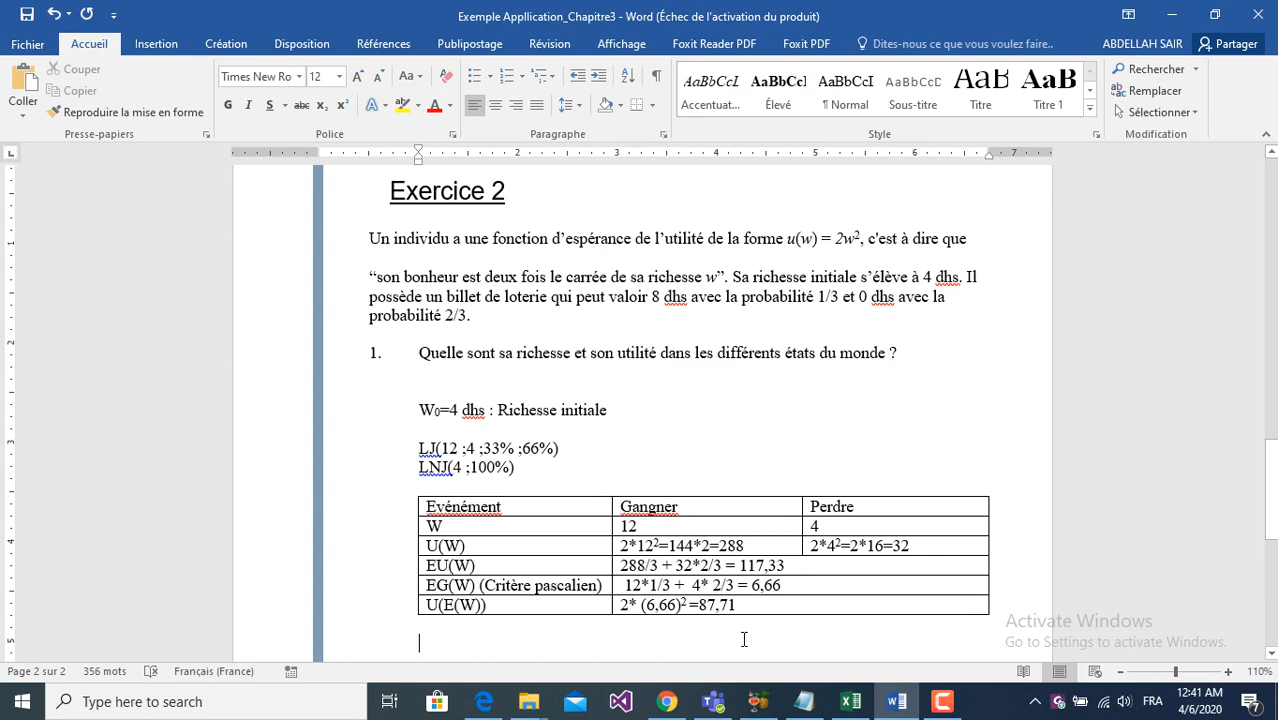 Exemple Appllication_Chapitre3 - Word (Échec de l'activation du produit)
Fichier Accueil Insertion Création Disposition Références Publipostage Révision Affichage Foxit Reader PDF Foxit PDF Dites-nous ce que vous voulez faire. ABDELLAH SAIR Partager
Coller
Couper
Copier
Reproduire la mise en forme
Times New Ro 12
AaBbCcI Accentuat...
AaBbCcI Élevé
AaBbCcI ¶ Normal
AaBbCcD Sous-titre
AaBbC Titre
AaB Titre 1
Rechercher
Remplacer
Sélectionner
Presse-papiers Police Paragraphe Style Modification
2 3 4 5 6 7
Exercice 2
Un individu a une fonction d'espérance de l'utilité de la forme u(w) = 2w², c'est à dire que
“son bonheur est deux fois le carrée de sa richesse w”. Sa richesse initiale s'élève à 4 dhs. Il
possède un billet de loterie qui peut valoir 8 dhs avec la probabilité 1/3 et 0 dhs avec la
probabilité 2/3.
1. Quelle sont sa richesse et son utilité dans les différents états du monde ?
W₀=4 dhs : Richesse initiale
LJ(12 ;4 ;33% ;66%)
LNJ(4 ;100%)
Evénément Gangner Perdre
W 12 4
U(W) 2*12²=144*2=288 2*4²=2*16=32
EU(W) 288/3 + 32*2/3 = 117,33
EG(W) (Critère pascalien) 12*1/3 + 4* 2/3 = 6,66
U(E(W)) 2* (6,66)² =87,71
Activate Windows
Go to Settings to activate Windows.
Page 2 sur 2 356 mots Français (France) 110%
Type here to search
FRA 12:41 AM
4/6/2020
7